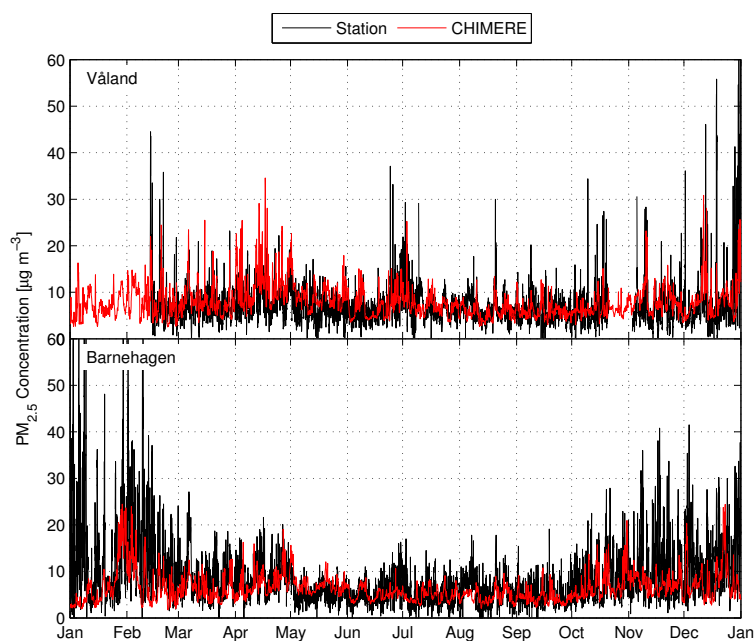 Station CHIMERE
60
Våland
50
40
30
20
10
0
PM2.5 Concentration [µg m−3]
60
Barnehagen
50
40
30
20
10
0
Jan Feb Mar Apr May Jun Jul Aug Sep Oct Nov Dec Jan